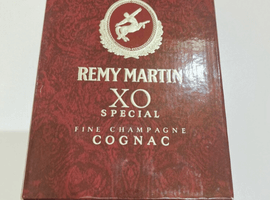 REMY MARTIN
XO
SPECIAL
FINE CHAMPAGNE
COGNAC